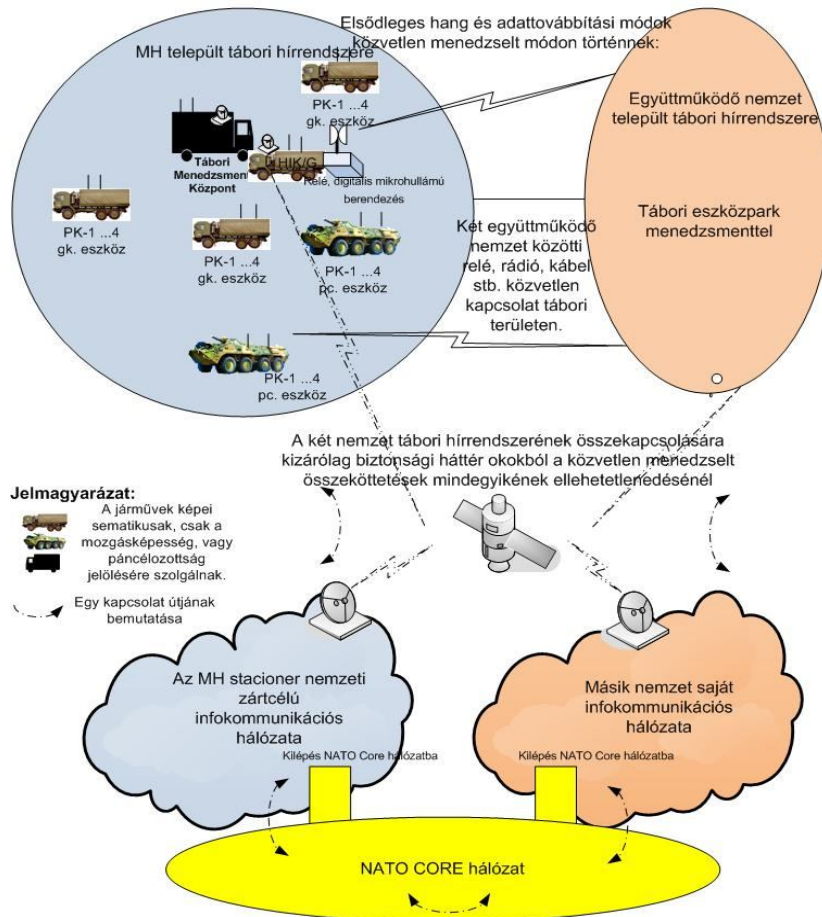 Elsődleges hang és adattovábbítási módok
közvetlen menedzselt módon történnek:
MH települt tábori hírrendszere
PK-1 ...4
gk. eszköz
Tábori
Menedzsment
Központ
HIK/G
Relé, digitális mikrohullámú
berendezés
PK-1 ...4
gk. eszköz
PK-1 ...4
gk. eszköz
PK-1 ...4
pc. eszköz
PK-1 ...4
pc. eszköz
Két együttműködő
nemzet közötti
relé, rádió, kábel
stb. közvetlen
kapcsolat tábori
területen.
Együttműködő nemzet
települt tábori hírrendszere
Tábori eszközpark
menedzsmenttel
A két nemzet tábori hírrendszerének összekapcsolására
kizárólag biztonsági háttér okokból a közvetlen menedzselt
összeköttetések mindegyikének ellehetetlenedésénél
Jelmagyarázat:
A járművek képei
sematikusak, csak a
mozgásképesség, vagy
páncélozottság
jelölésére szolgálnak.
Egy kapcsolat útjának
bemutatása
Az MH stacioner nemzeti
zártcélú
infokommunikációs
hálózata
Kilépés NATO Core hálózatba
Másik nemzet saját
infokommunikációs
hálózata
Kilépés NATO Core hálózatba
NATO CORE hálózat